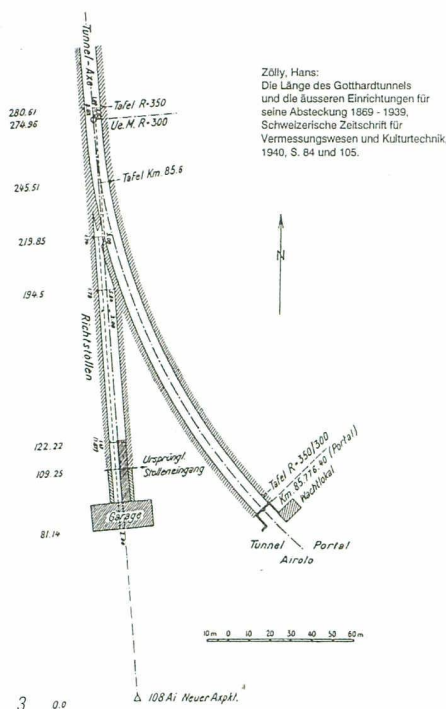 Zölly, Hans:
Die Länge des Gotthardtunnels
und die äusseren Einrichtungen für
seine Absteckung 1869 - 1939,
Schweizerische Zeitschrift für
Vermessungswesen und Kulturtechnik
1940, S. 84 und 105.
Tunnel-Axe
280.61
Tafel R-350
274.96
Ue. M. R-300
Tafel Km. 85.6
245.51
219.85
N
194.5
Richtstollen
122.22
Ursprüngl.
Stolleneingang
109.25
Tafel R-350/300
Km. 85.776.40 (Portal)
Wachtlokal
Garage
81.14
Tunnel Portal
Airolo
10m 0 10 20 30 40 50 60m
108 Ai Neuer Axpkt.
3 0.0